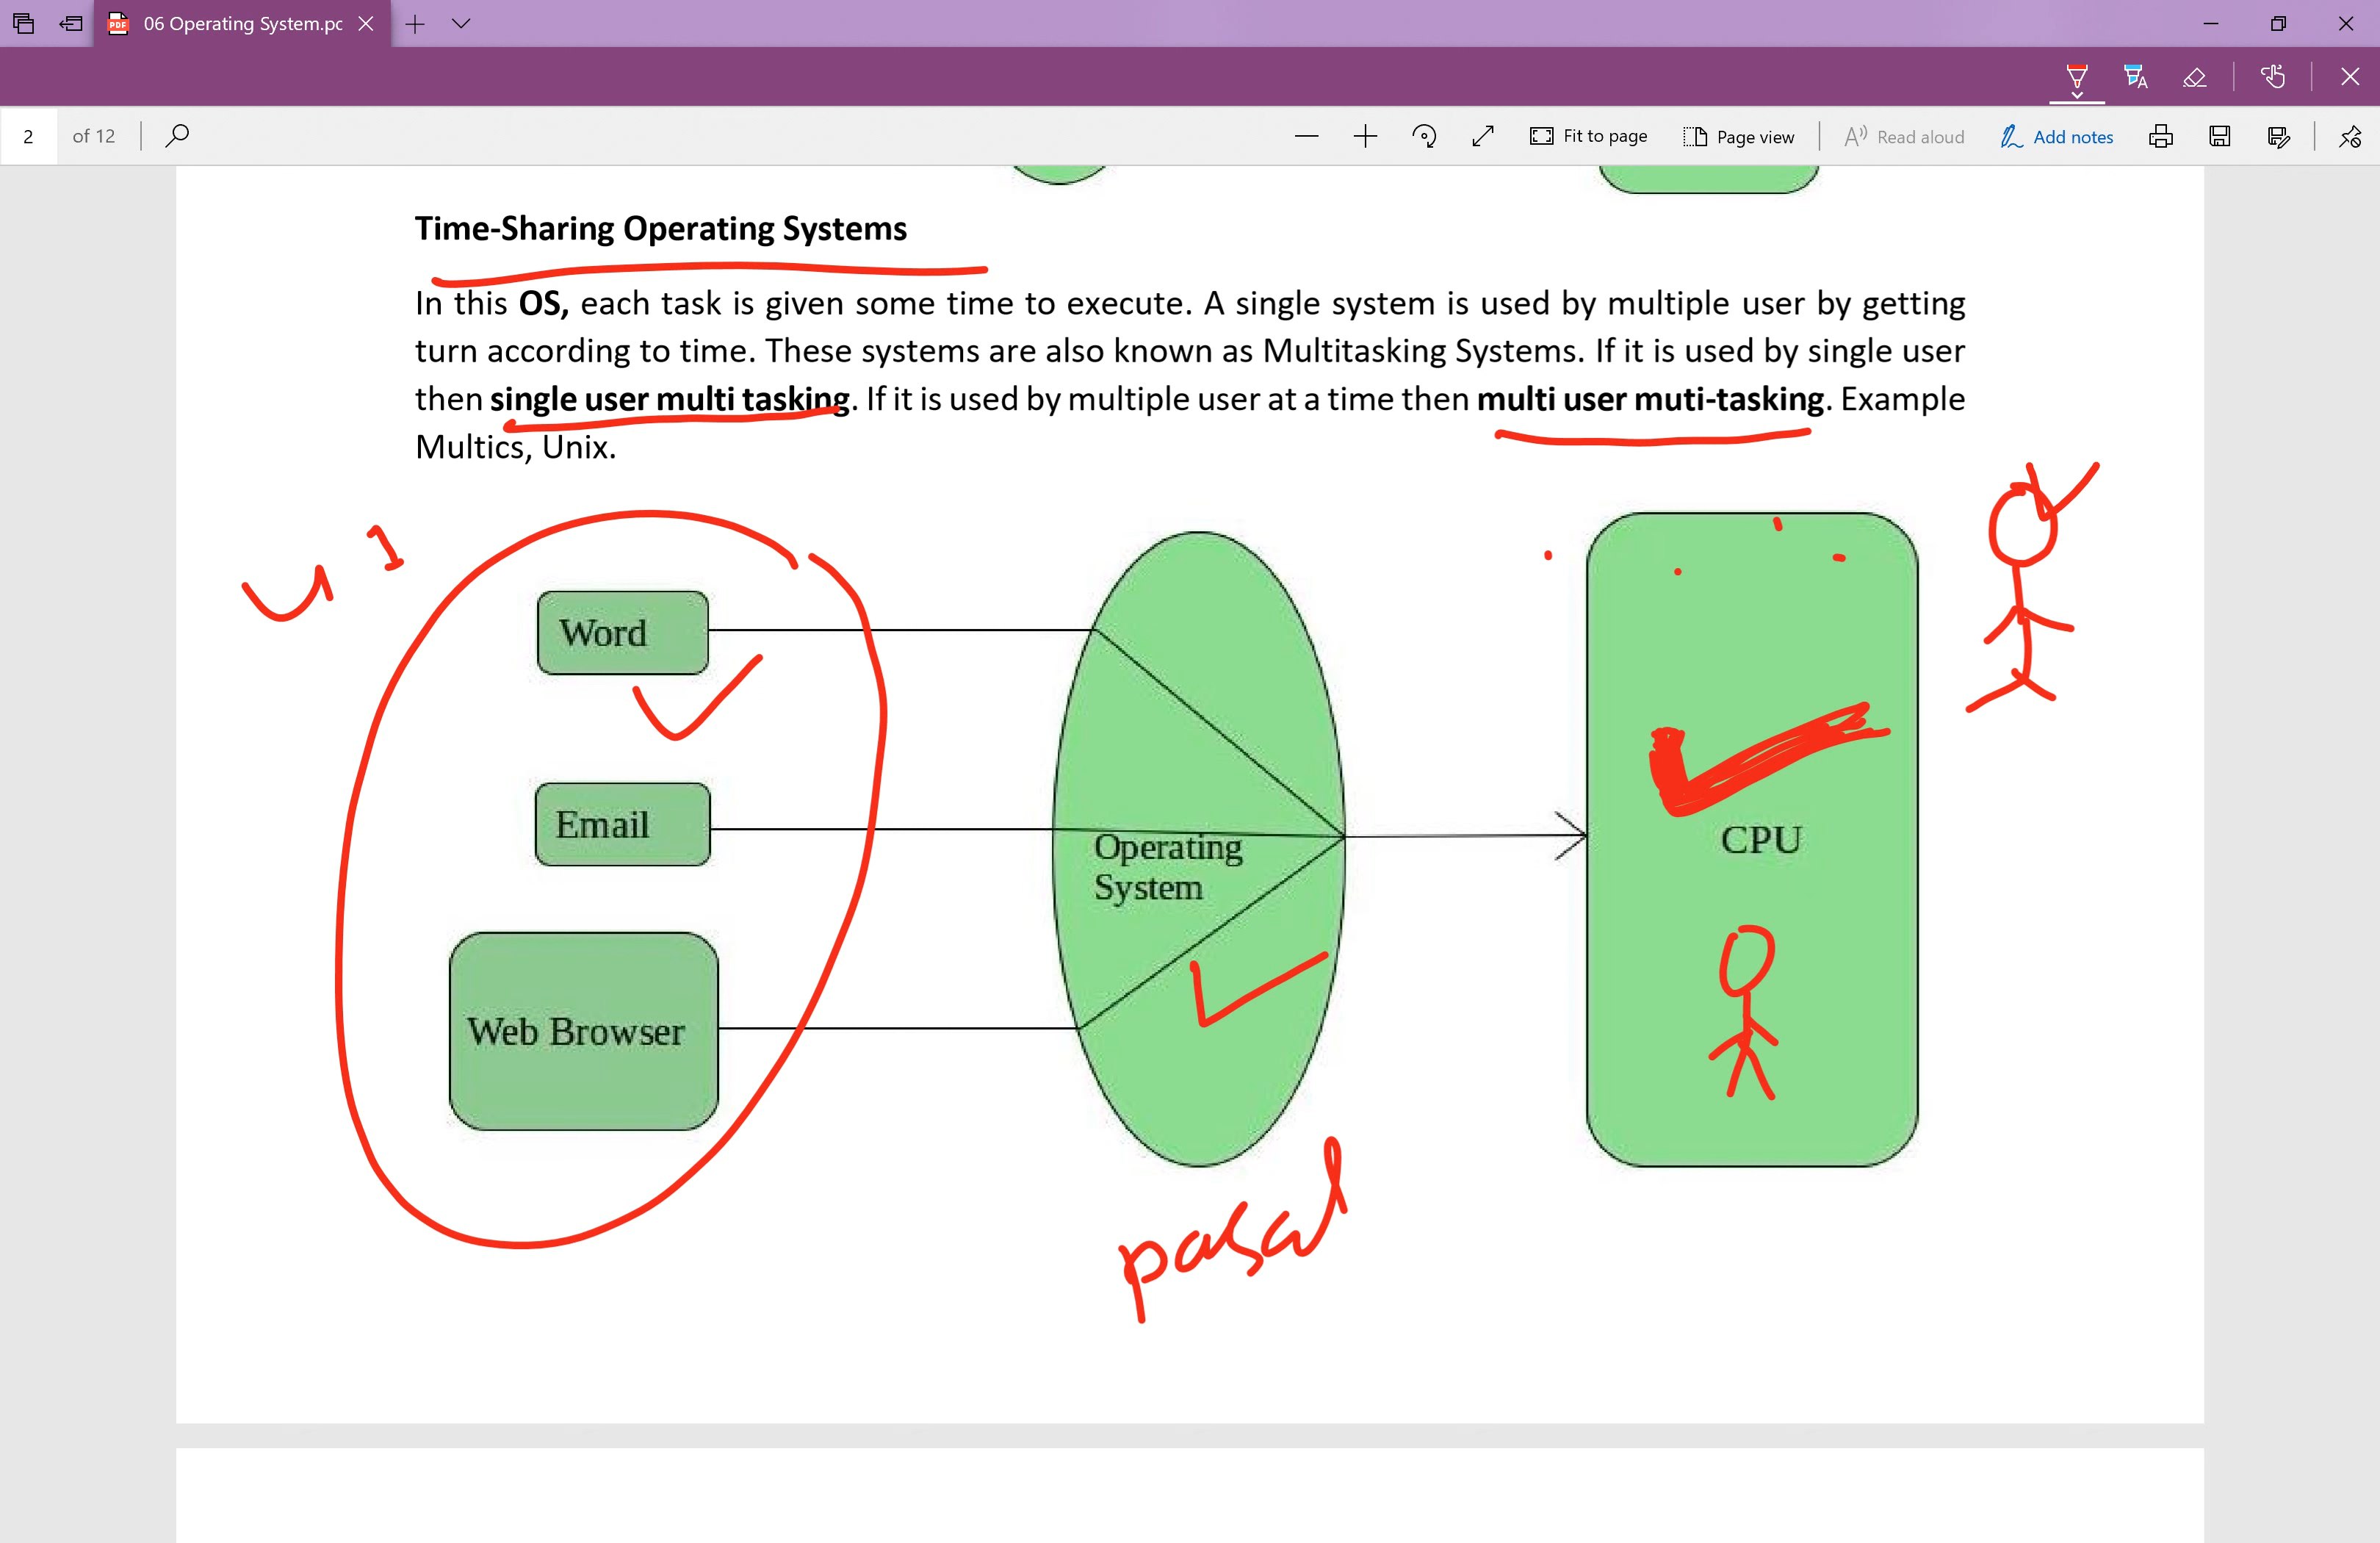 06 Operating System.pc
2 of 12
Fit to page
Page view
Read aloud
Add notes
Time-Sharing Operating Systems
In this OS, each task is given some time to execute. A single system is used by multiple user by getting
turn according to time. These systems are also known as Multitasking Systems. If it is used by single user
then single user multi tasking. If it is used by multiple user at a time then multi user muti-tasking. Example
Multics, Unix.
U 1
Word
Email
Web Browser
Operating
System
CPU
pasal